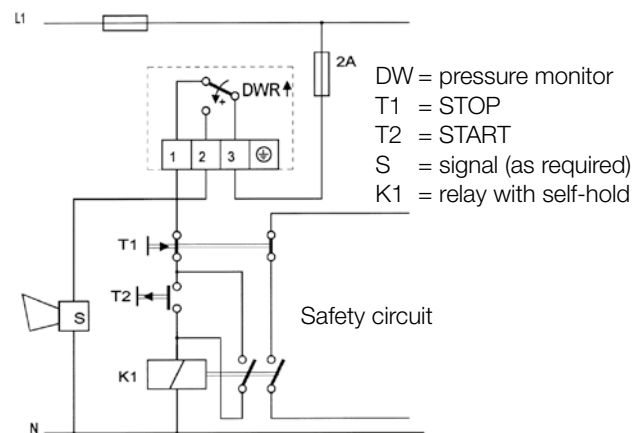 L1
2A
DWR
+
1 2 3
DW = pressure monitor
T1 = STOP
T2 = START
S = signal (as required)
K1 = relay with self-hold
T1
T2
S
Safety circuit
K1
N